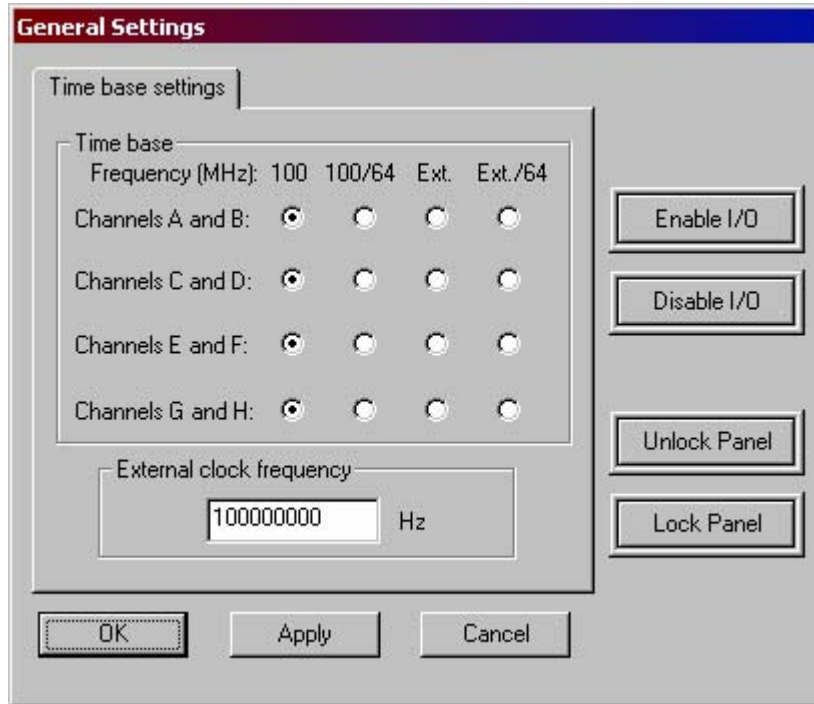 General Settings
Time base settings
Time base
Frequency (MHz): 100 100/64 Ext. Ext./64
Channels A and B:
Channels C and D:
Channels E and F:
Channels G and H:
External clock frequency
100000000 Hz
Enable I/O
Disable I/O
Unlock Panel
Lock Panel
OK Apply Cancel